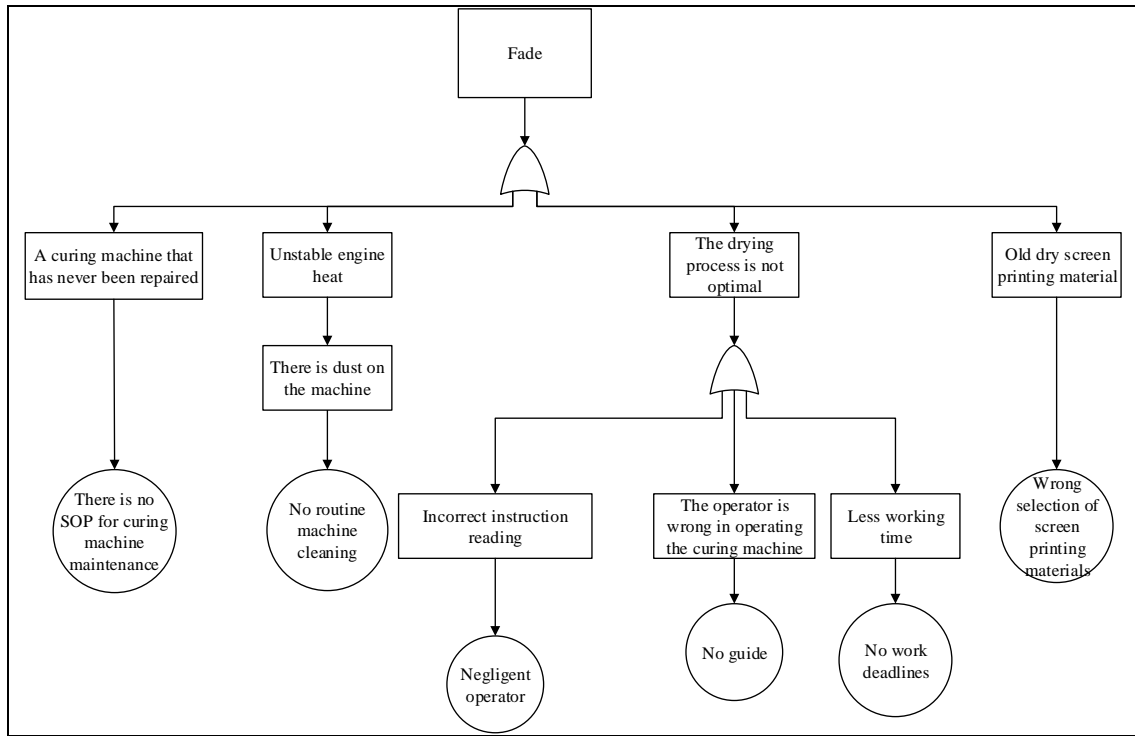 Fade
A curing machine that
has never been repaired
Unstable engine
heat
The drying
process is not
optimal
Old dry screen
printing material
There is dust on
the machine
There is no
SOP for curing
machine
maintenance
No routine
machine
cleaning
Incorrect instruction
reading
The operator is
wrong in operating
the curing machine
Less working
time
Wrong
selection of
screen
printing
materials
Negligent
operator
No guide
No work
deadlines